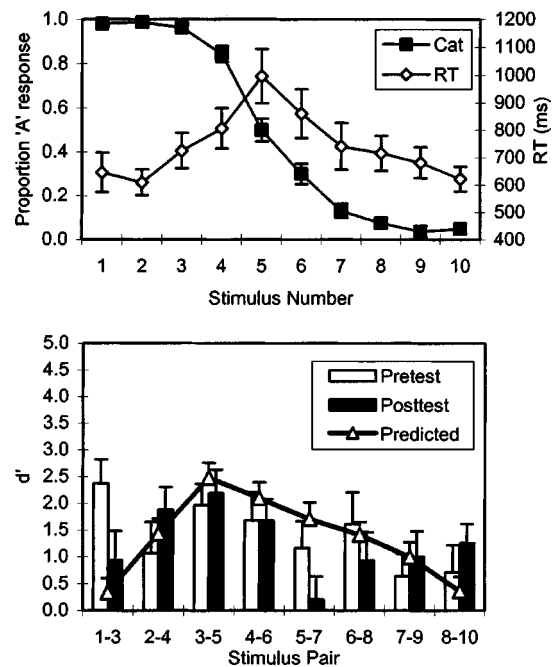 Proportion 'A' response
1.0
0.8
0.6
0.4
0.2
0.0
1200
1100
1000
900
800
700
600
500
400
RT (ms)
Cat
RT
1 2 3 4 5 6 7 8 9 10
Stimulus Number
d'
5.0
4.5
4.0
3.5
3.0
2.5
2.0
1.5
1.0
0.5
0.0
Pretest
Posttest
Predicted
1-3 2-4 3-5 4-6 5-7 6-8 7-9 8-10
Stimulus Pair